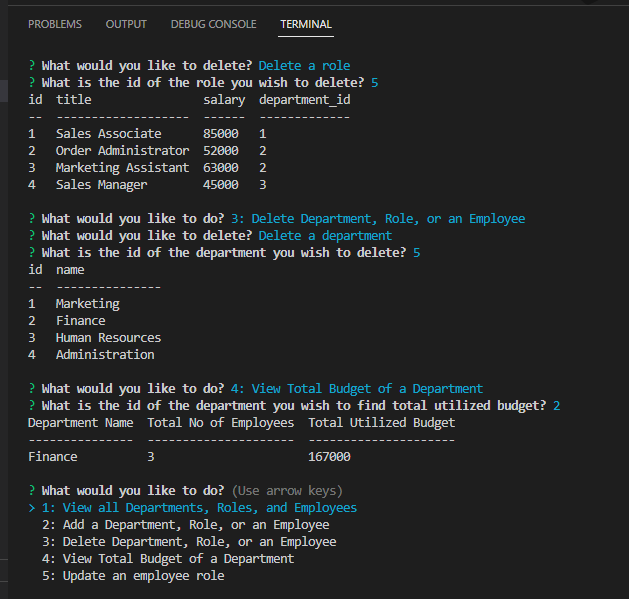 PROBLEMS OUTPUT DEBUG CONSOLE TERMINAL
? What would you like to delete? Delete a role
? What is the id of the role you wish to delete? 5
id  title                salary  department_id
--  -------------------  ------  -------------
1   Sales Associate      85000   1
2   Order Administrator  52000   2
3   Marketing Assistant  63000   2
4   Sales Manager        45000   3
? What would you like to do? 3: Delete Department, Role, or an Employee
? What would you like to delete? Delete a department
? What is the id of the department you wish to delete? 5
id  name
--  ---------------
1   Marketing
2   Finance
3   Human Resources
4   Administration
? What would you like to do? 4: View Total Budget of a Department
? What is the id of the department you wish to find total utilized budget? 2
Department Name  Total No of Employees  Total Utilized Budget
---------------  ---------------------  ---------------------
Finance          3                      167000
? What would you like to do? (Use arrow keys)
> 1: View all Departments, Roles, and Employees
  2: Add a Department, Role, or an Employee
  3: Delete Department, Role, or an Employee
  4: View Total Budget of a Department
  5: Update an employee role